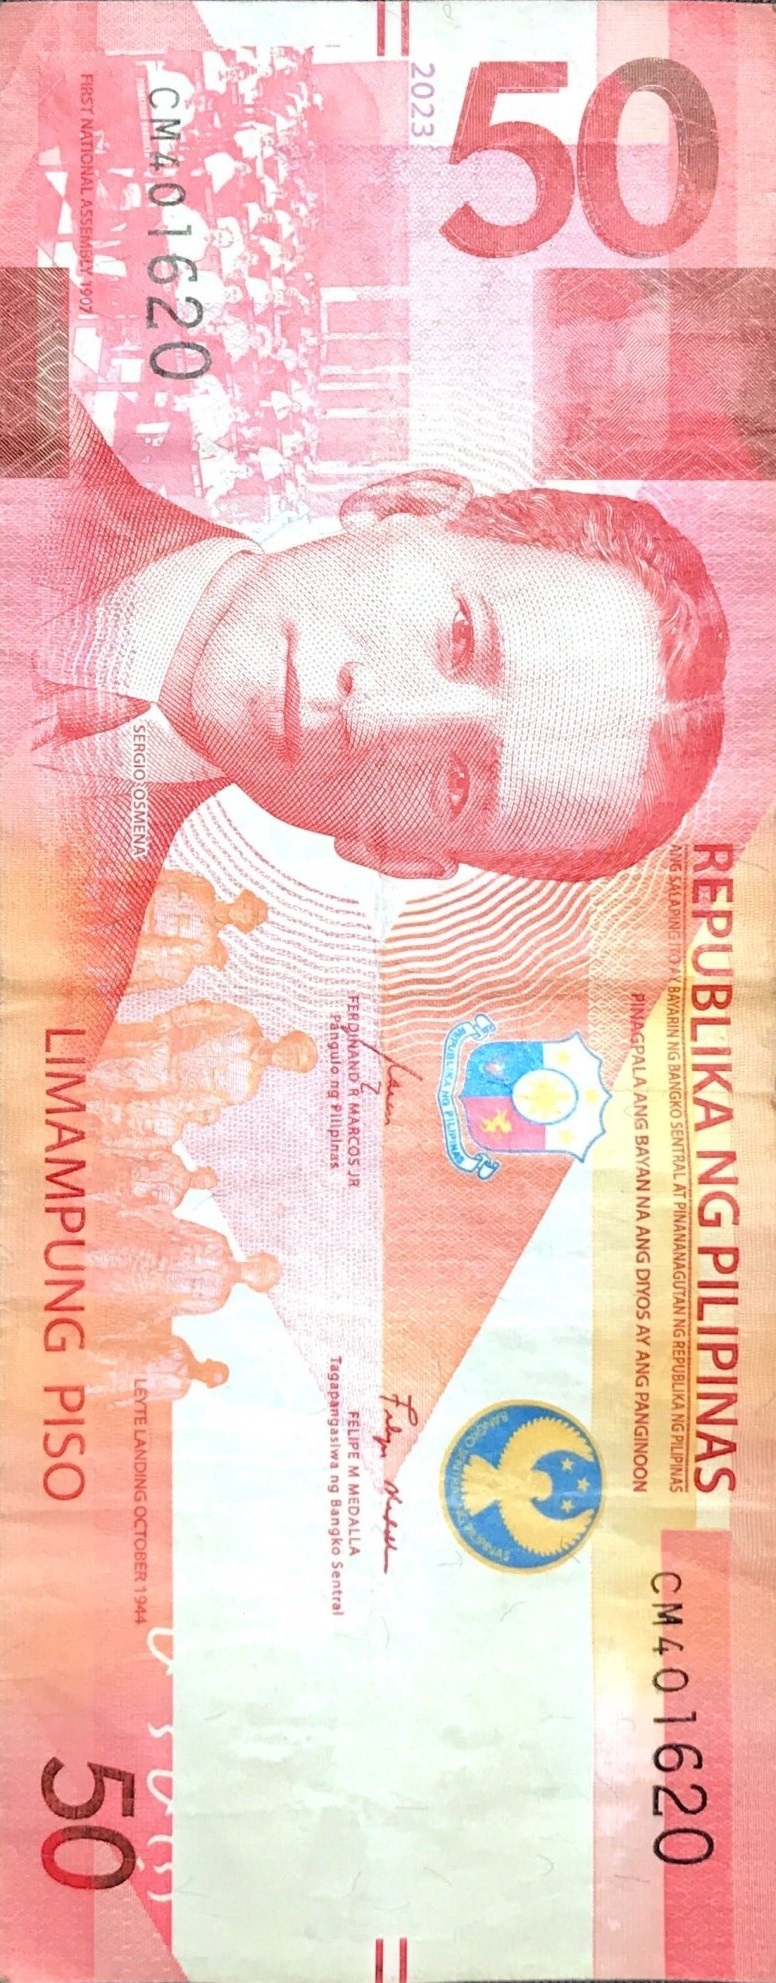 50
2023
CM401620
FIRST NATIONAL ASSEMBLY, 1907
SERGIO OSMEÑA
REPUBLIKA NG PILIPINAS
ANG SALAPING ITO AY BAYARIN NG BANGKO SENTRAL AT PINANANAGUTAN NG REPUBLIKA NG PILIPINAS
PINAGPALA ANG BAYAN NA ANG DIYOS AY ANG PANGINOON
REPUBLIKA NG PILIPINAS
FERDINAND R MARCOS JR
Pangulo ng Pilipinas
FELIPE M MEDALLA
Tagapangasiwa ng Bangko Sentral
LEYTE LANDING OCTOBER 1944
LIMAMPUNG PISO
CM401620
50